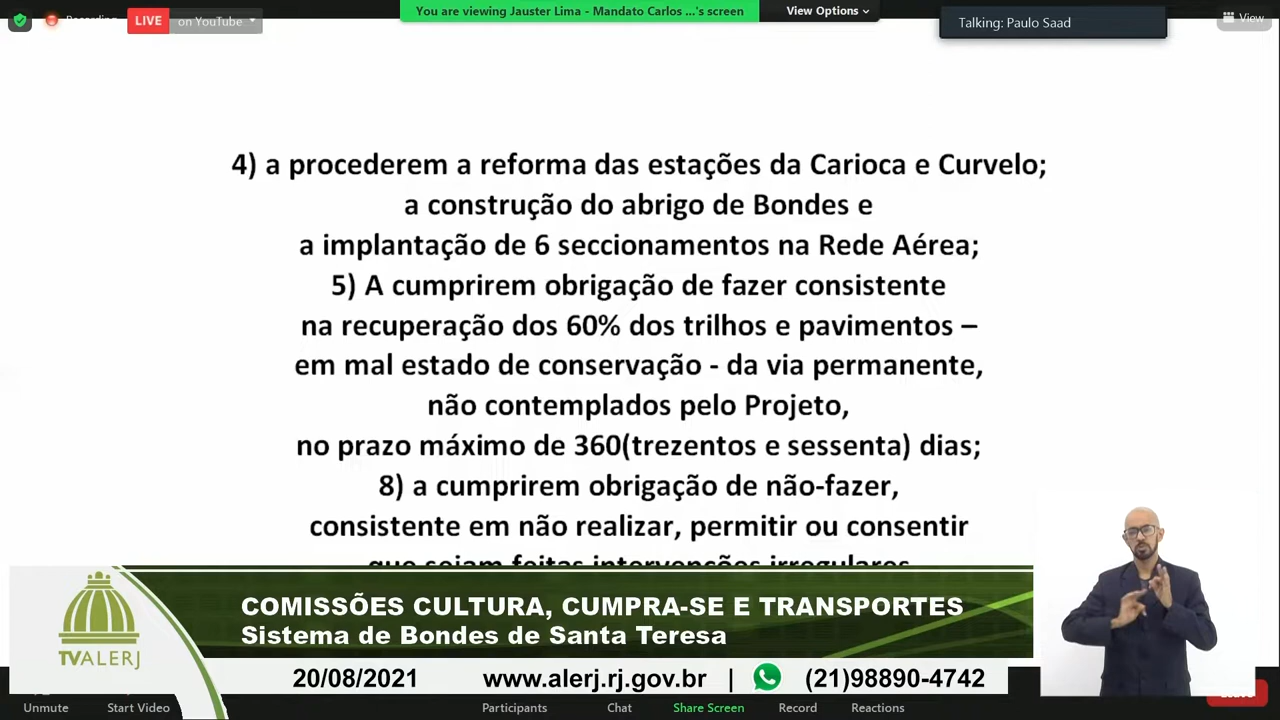 Recording
LIVE on YouTube
You are viewing Jauster Lima - Mandato Carlos ...'s screen
View Options
Talking: Paulo Saad
View
4) a procederem a reforma das estações da Carioca e Curvelo;
a construção do abrigo de Bondes e
a implantação de 6 seccionamentos na Rede Aérea;
5) A cumprirem obrigação de fazer consistente
na recuperação dos 60% dos trilhos e pavimentos –
em mal estado de conservação - da via permanente,
não contemplados pelo Projeto,
no prazo máximo de 360(trezentos e sessenta) dias;
8) a cumprirem obrigação de não-fazer,
consistente em não realizar, permitir ou consentir
que sejam feitas intervenções irregulares
COMISSÕES CULTURA, CUMPRA-SE E TRANSPORTES
Sistema de Bondes de Santa Teresa
TVALERJ
20/08/2021 www.alerj.rj.gov.br | (21)98890-4742
Unmute Start Video Participants Chat Share Screen Record Reactions